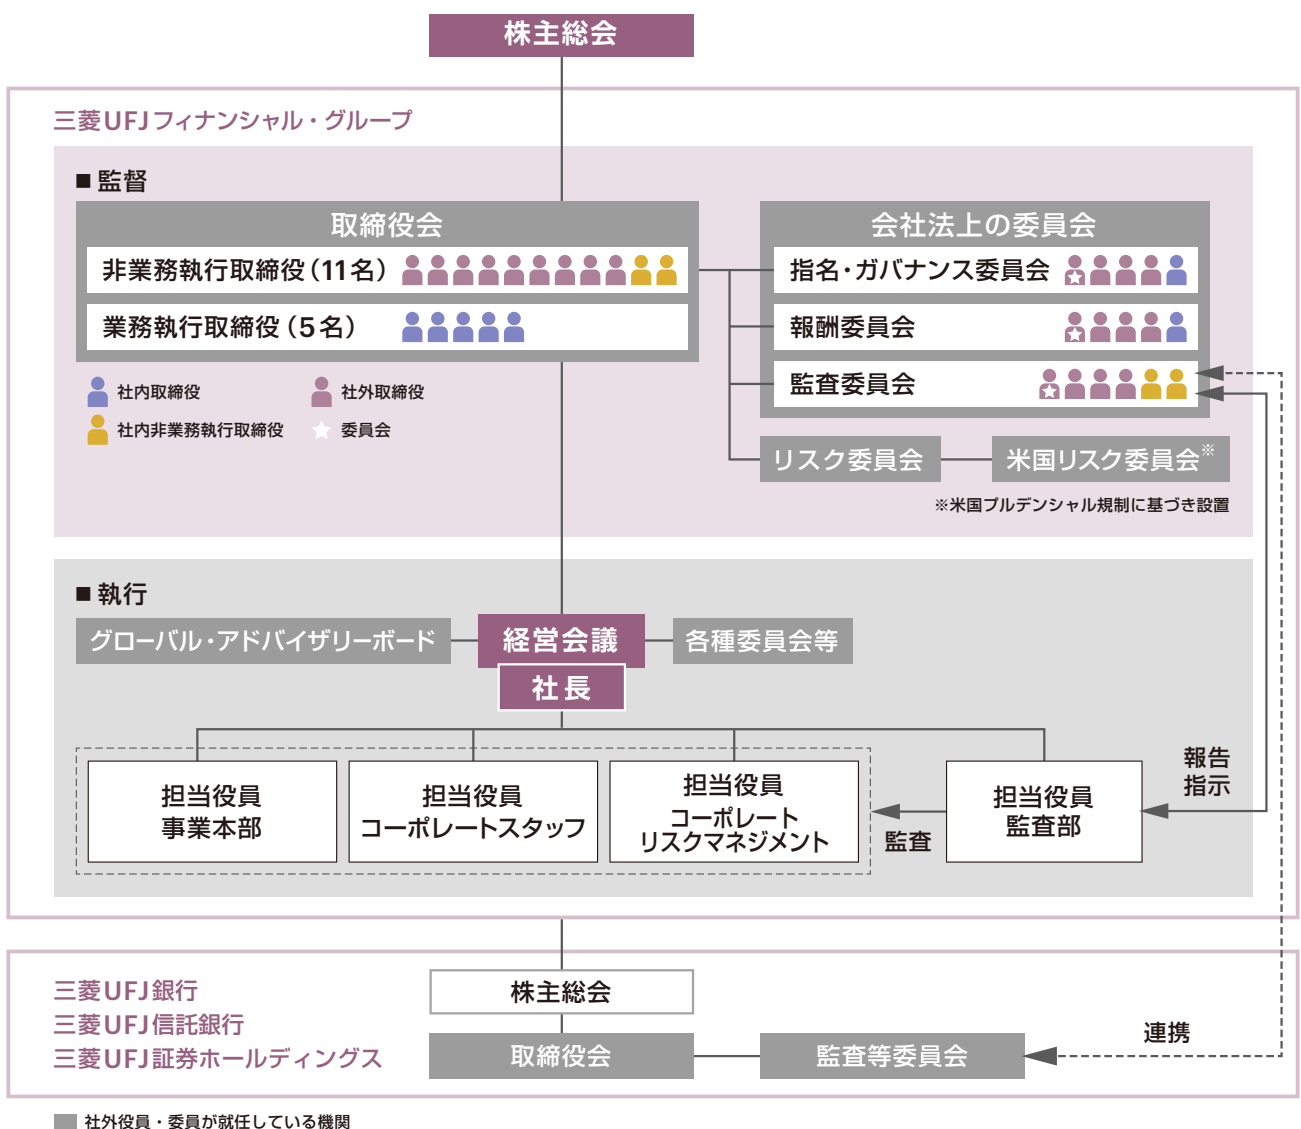 株主総会
三菱UFJフィナンシャル・グループ
■ 監督
取締役会
非業務執行取締役（11名）
業務執行取締役（5名）
社内取締役
社外取締役
社内非業務執行取締役
委員会
会社法上の委員会
指名・ガバナンス委員会
報酬委員会
監査委員会
リスク委員会
米国リスク委員会※
※米国プルデンシャル規制に基づき設置
■ 執行
グローバル・アドバイザリーボード
経営会議
各種委員会等
社長
担当役員
事業本部
担当役員
コーポレートスタッフ
担当役員
コーポレート
リスクマネジメント
監査
担当役員
監査部
報告
指示
三菱UFJ銀行
三菱UFJ信託銀行
三菱UFJ証券ホールディングス
株主総会
取締役会
監査等委員会
連携
社外役員・委員が就任している機関